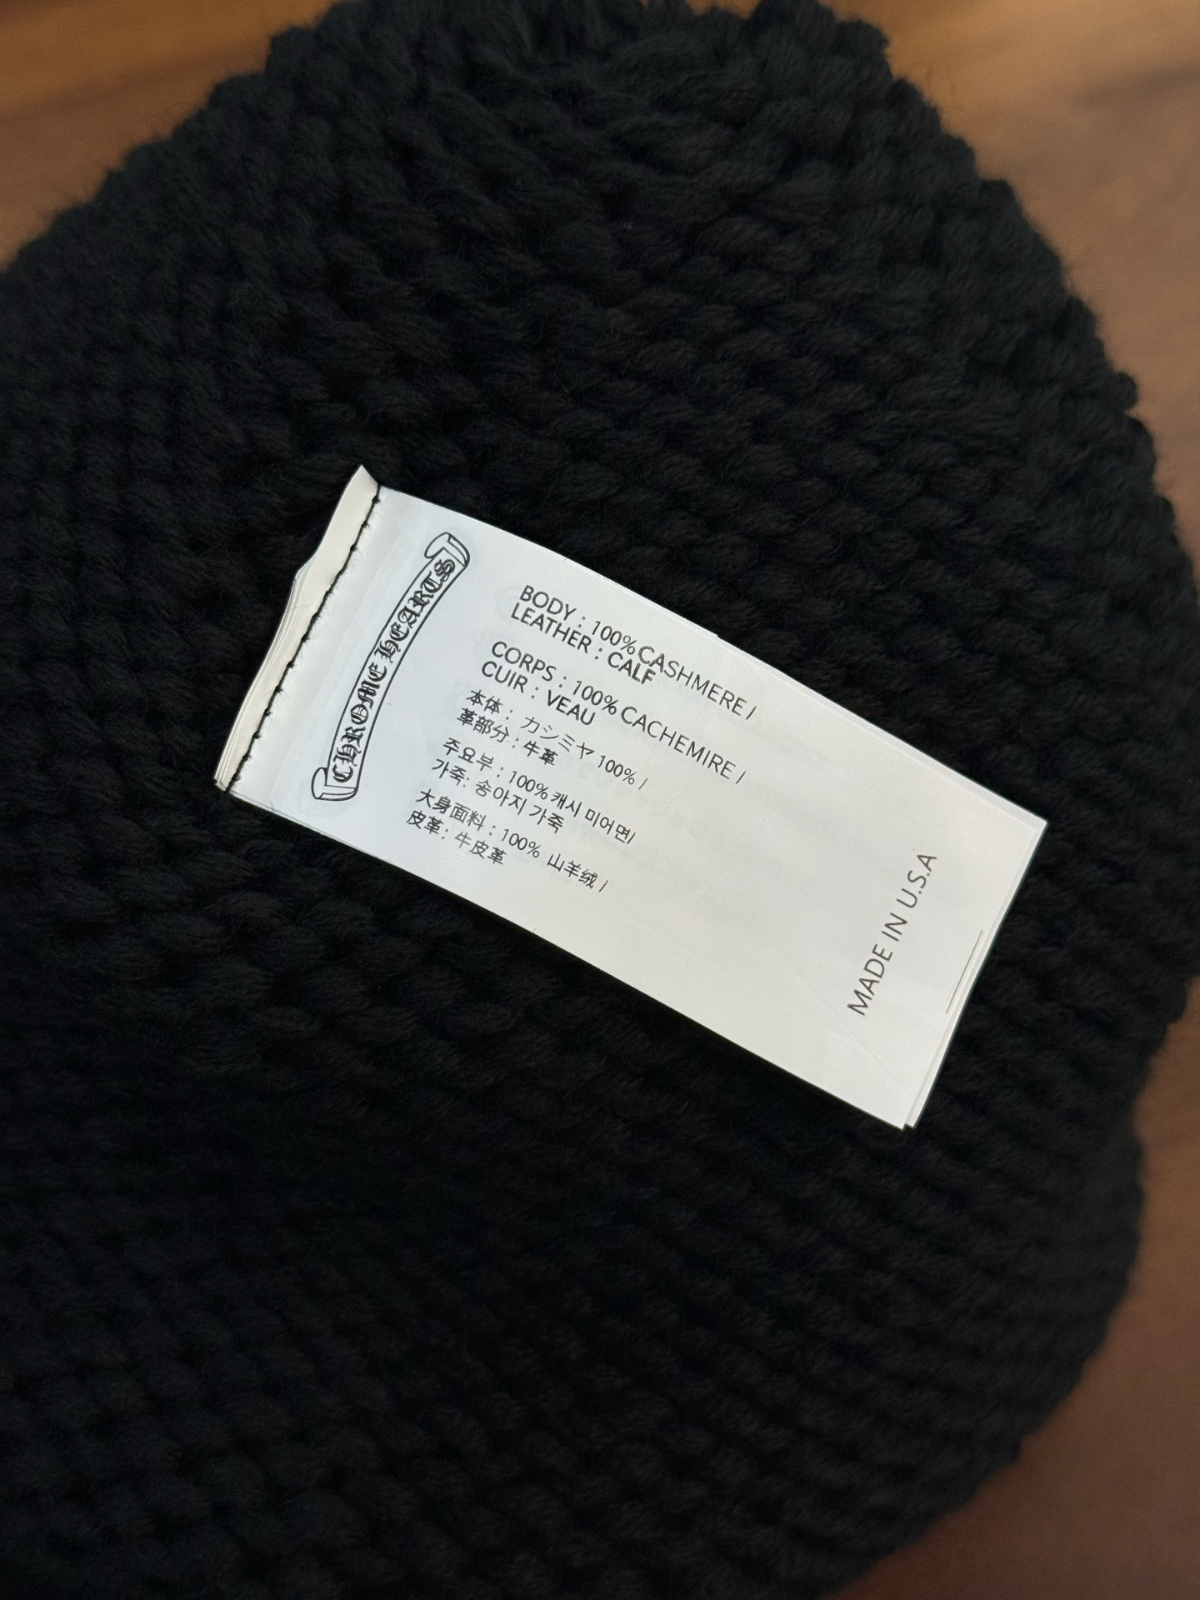 CHROME HEARTS
BODY : 100% CASHMERE /
LEATHER : CALF
CORPS : 100% CACHEMIRE /
CUIR : VEAU
本体 : カシミヤ 100% /
革部分 : 牛革
주요부 : 100% 캐시 미어 면/
가죽: 송아지 가죽
大身面料 : 100% 山羊绒 /
皮革 : 牛皮革
MADE IN U.S.A